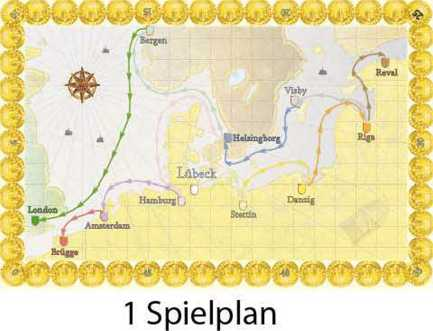 Bergen
Reval
Visby
Helsingborg
Riga
Lübeck
Hamburg
Danzig
Stettin
London
Amsterdam
Brügge
1 Spielplan